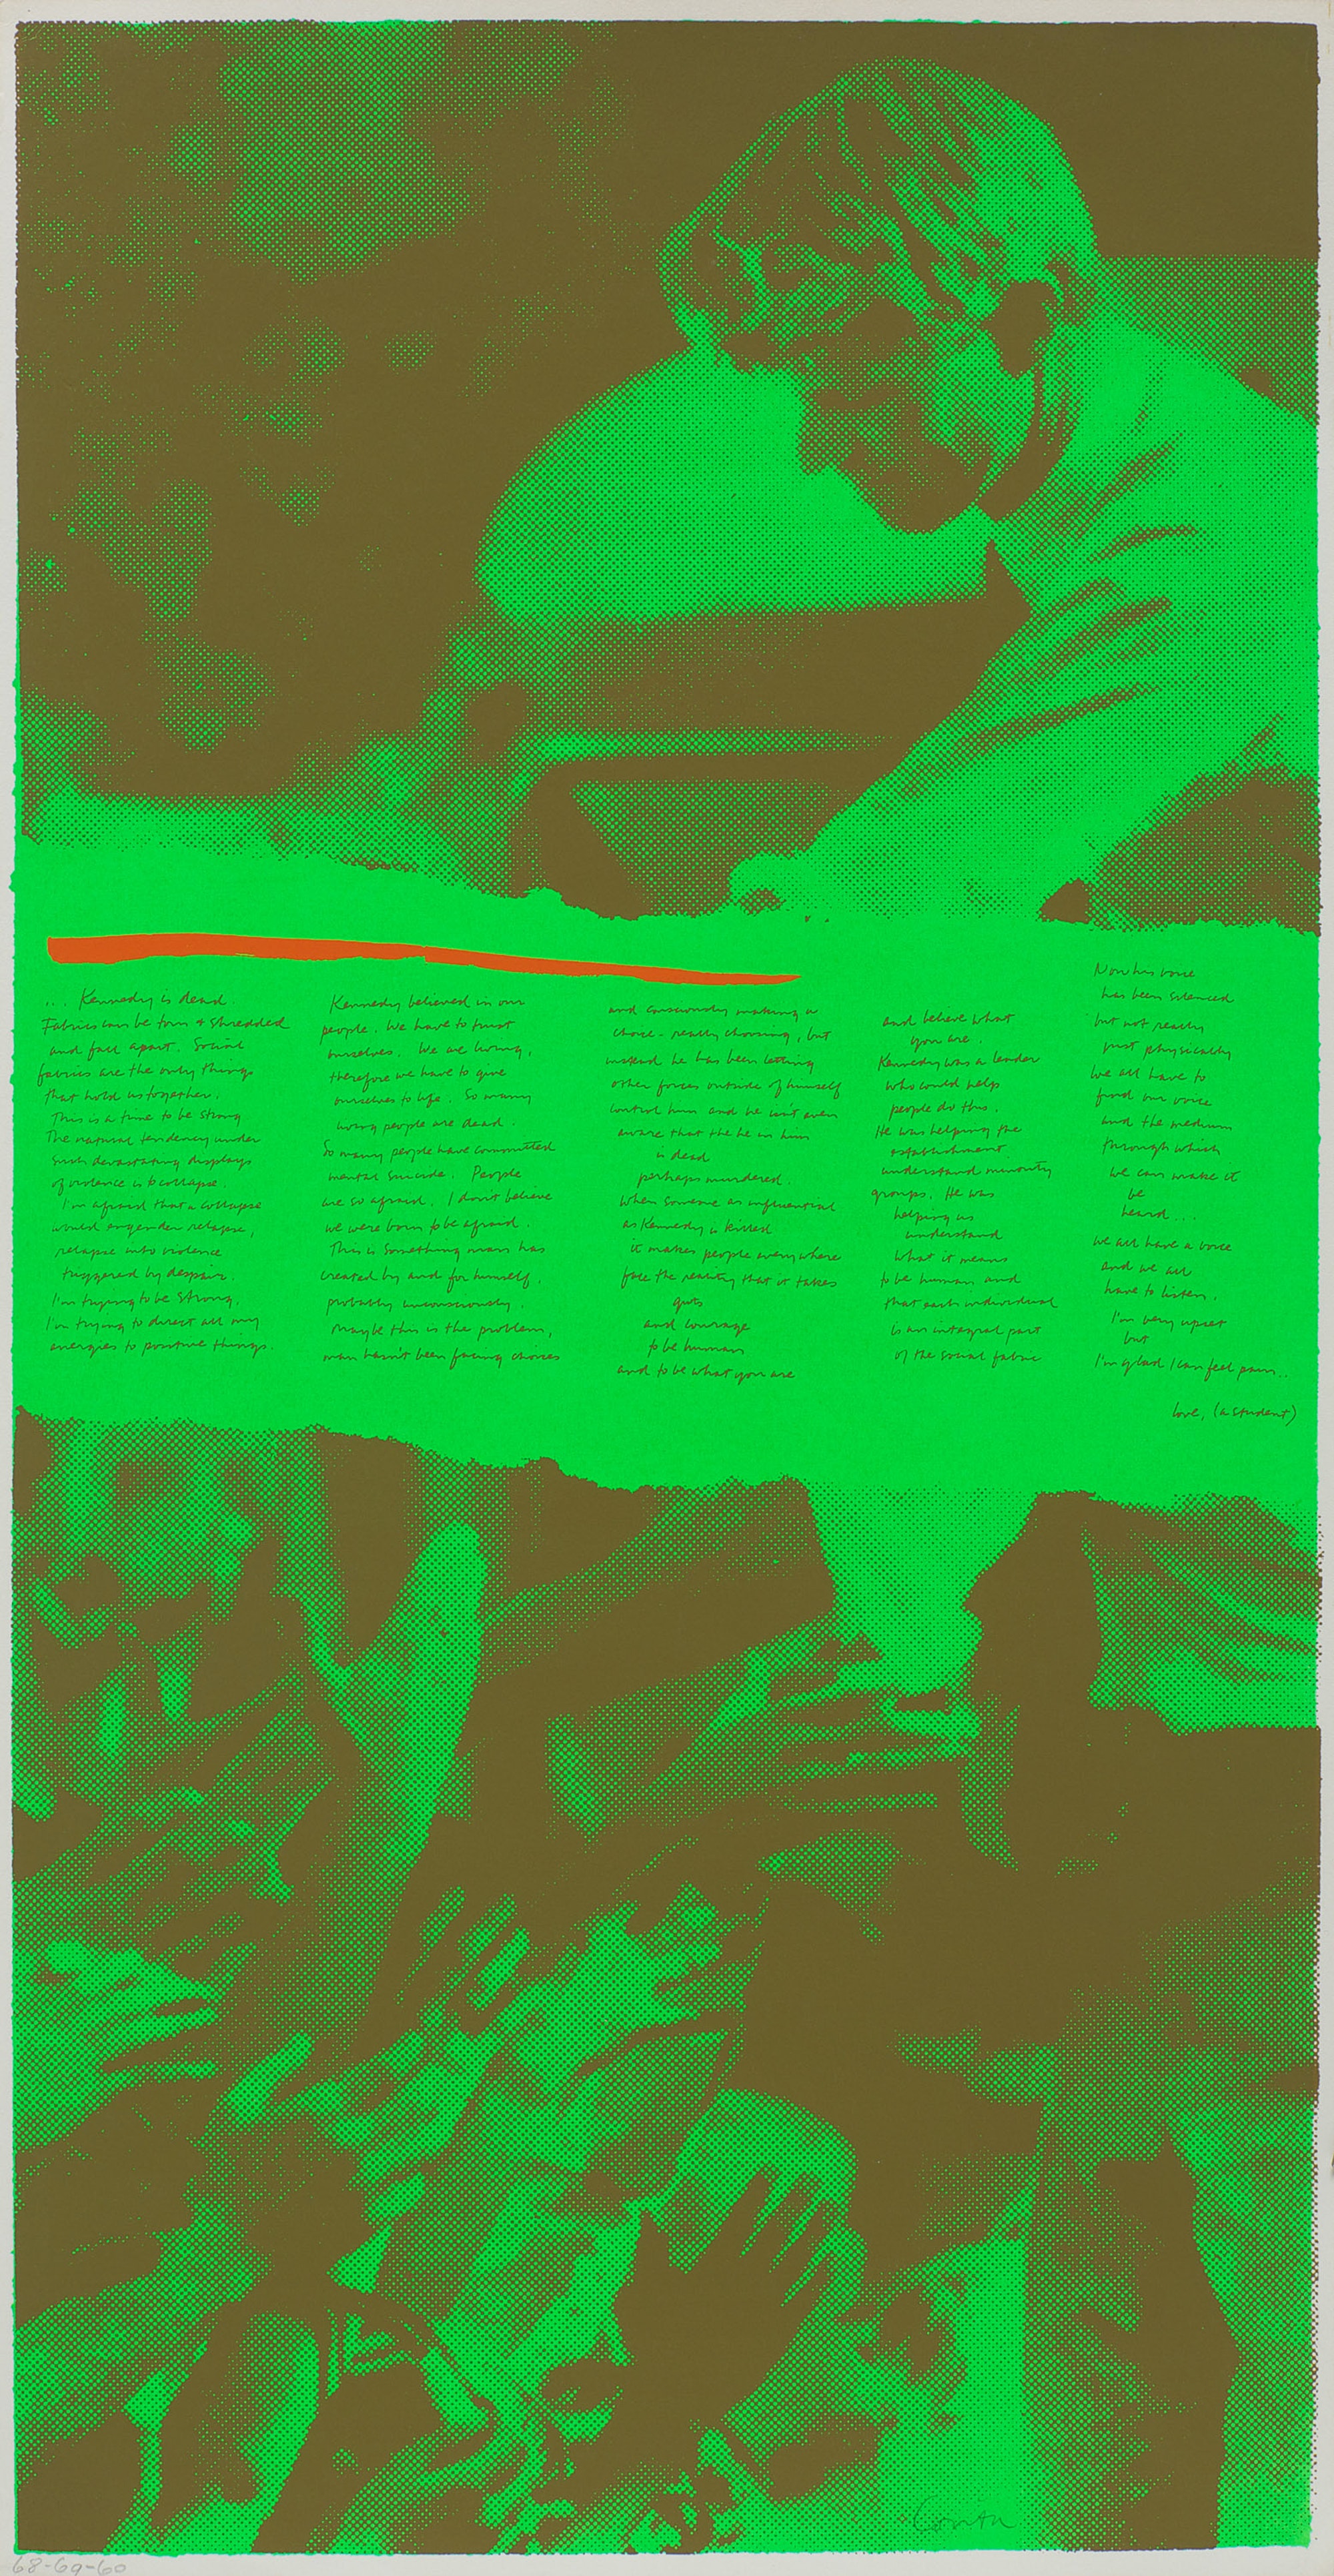 ... Kennedy is dead.
Fabrics can be torn & shredded
and fall apart. Social
fabrics are the only things
that hold us together.
This is a time to be strong
The natural tendency under
such devastating displays
of violence is to collapse.
I'm afraid that a collapse
would engender relapse,
relapse into violence
triggered by despair.
I'm trying to be strong.
I'm trying to direct all my
energies to positive things.
Kennedy believed in our
people. We have to trust
ourselves. We are living,
therefore we have to give
ourselves to life. So many
living people are dead.
So many people have committed
mental suicide. People
are so afraid. I don't believe
we were born to be afraid.
This is something man has
created by and for himself.
probably unconsciously.
Maybe this is the problem,
man hasn't been facing choices
and consciously making a
choice - really choosing, but
instead he has been letting
other forces outside of himself
control him and he isn't even
aware that the he in him
is dead
perhaps murdered.
When someone as influential
as Kennedy is killed
it makes people everywhere
face the reality that it takes
guts
and courage
to be human
and to be what you are
and believe what
you are.
Kennedy was a leader
who could help
people do this.
He was helping the
establishment
understand minority
groups. He was
helping us
understand
what it means
to be human and
that each individual
is an integral part
of the social fabric
Now his voice
has been silenced
but not really
just physically
We all have to
find our voice
and the medium
through which
we can make it
be
heard...
We all have a voice
and we all
have to listen.
I'm very upset
but
I'm glad I can feel pain..
love, (a student)
Corita
68-69-60